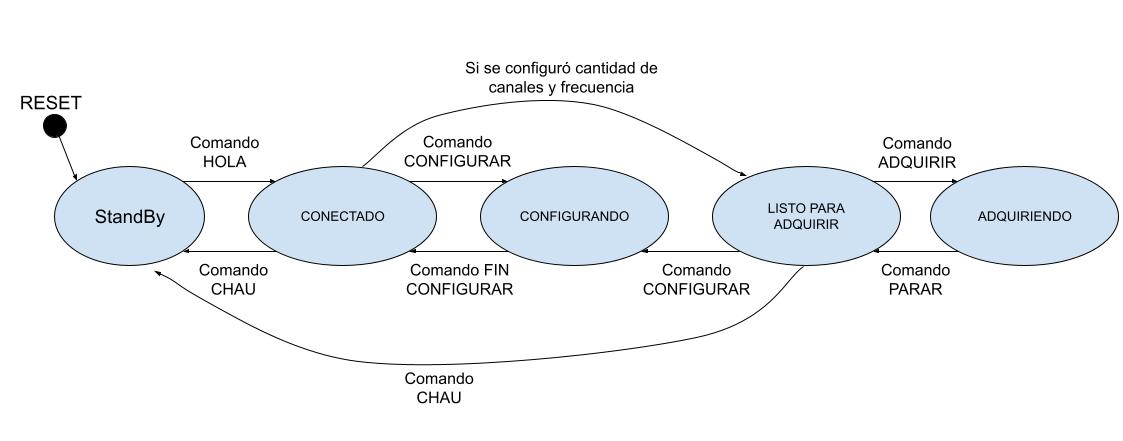 Si se configuró cantidad de
canales y frecuencia
RESET
Comando
HOLA
Comando
CONFIGURAR
Comando
ADQUIRIR
StandBy
CONECTADO
CONFIGURANDO
LISTO PARA
ADQUIRIR
ADQUIRIENDO
Comando
CHAU
Comando FIN
CONFIGURAR
Comando
CONFIGURAR
Comando
PARAR
Comando
CHAU